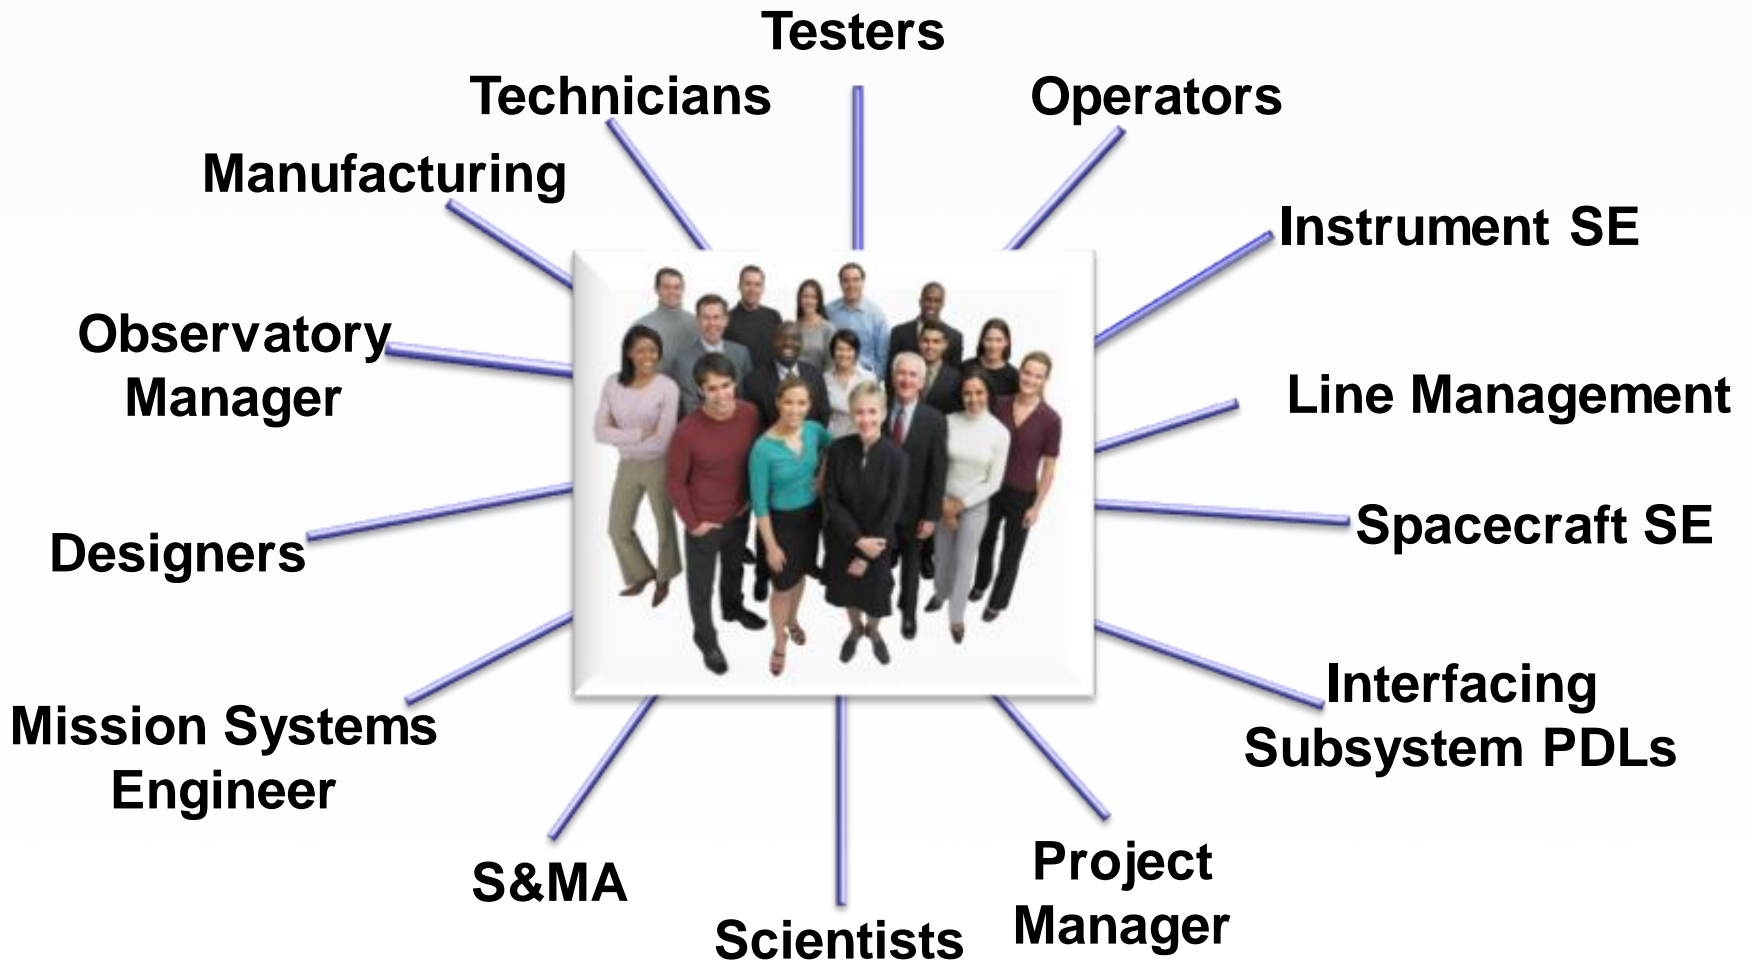 Testers
Technicians
Operators
Manufacturing
Instrument SE
Observatory
Manager
Line Management
Designers
Spacecraft SE
Mission Systems
Engineer
Interfacing
Subsystem PDLs
S&MA
Scientists
Project
Manager